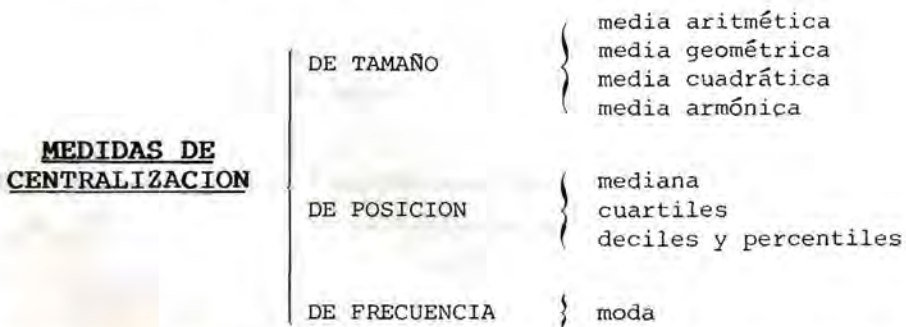 MEDIDAS DE
CENTRALIZACION
DE TAMAÑO
media aritmética
media geométrica
media cuadrática
media armónica
DE POSICION
mediana
cuartiles
deciles y percentiles
DE FRECUENCIA
moda